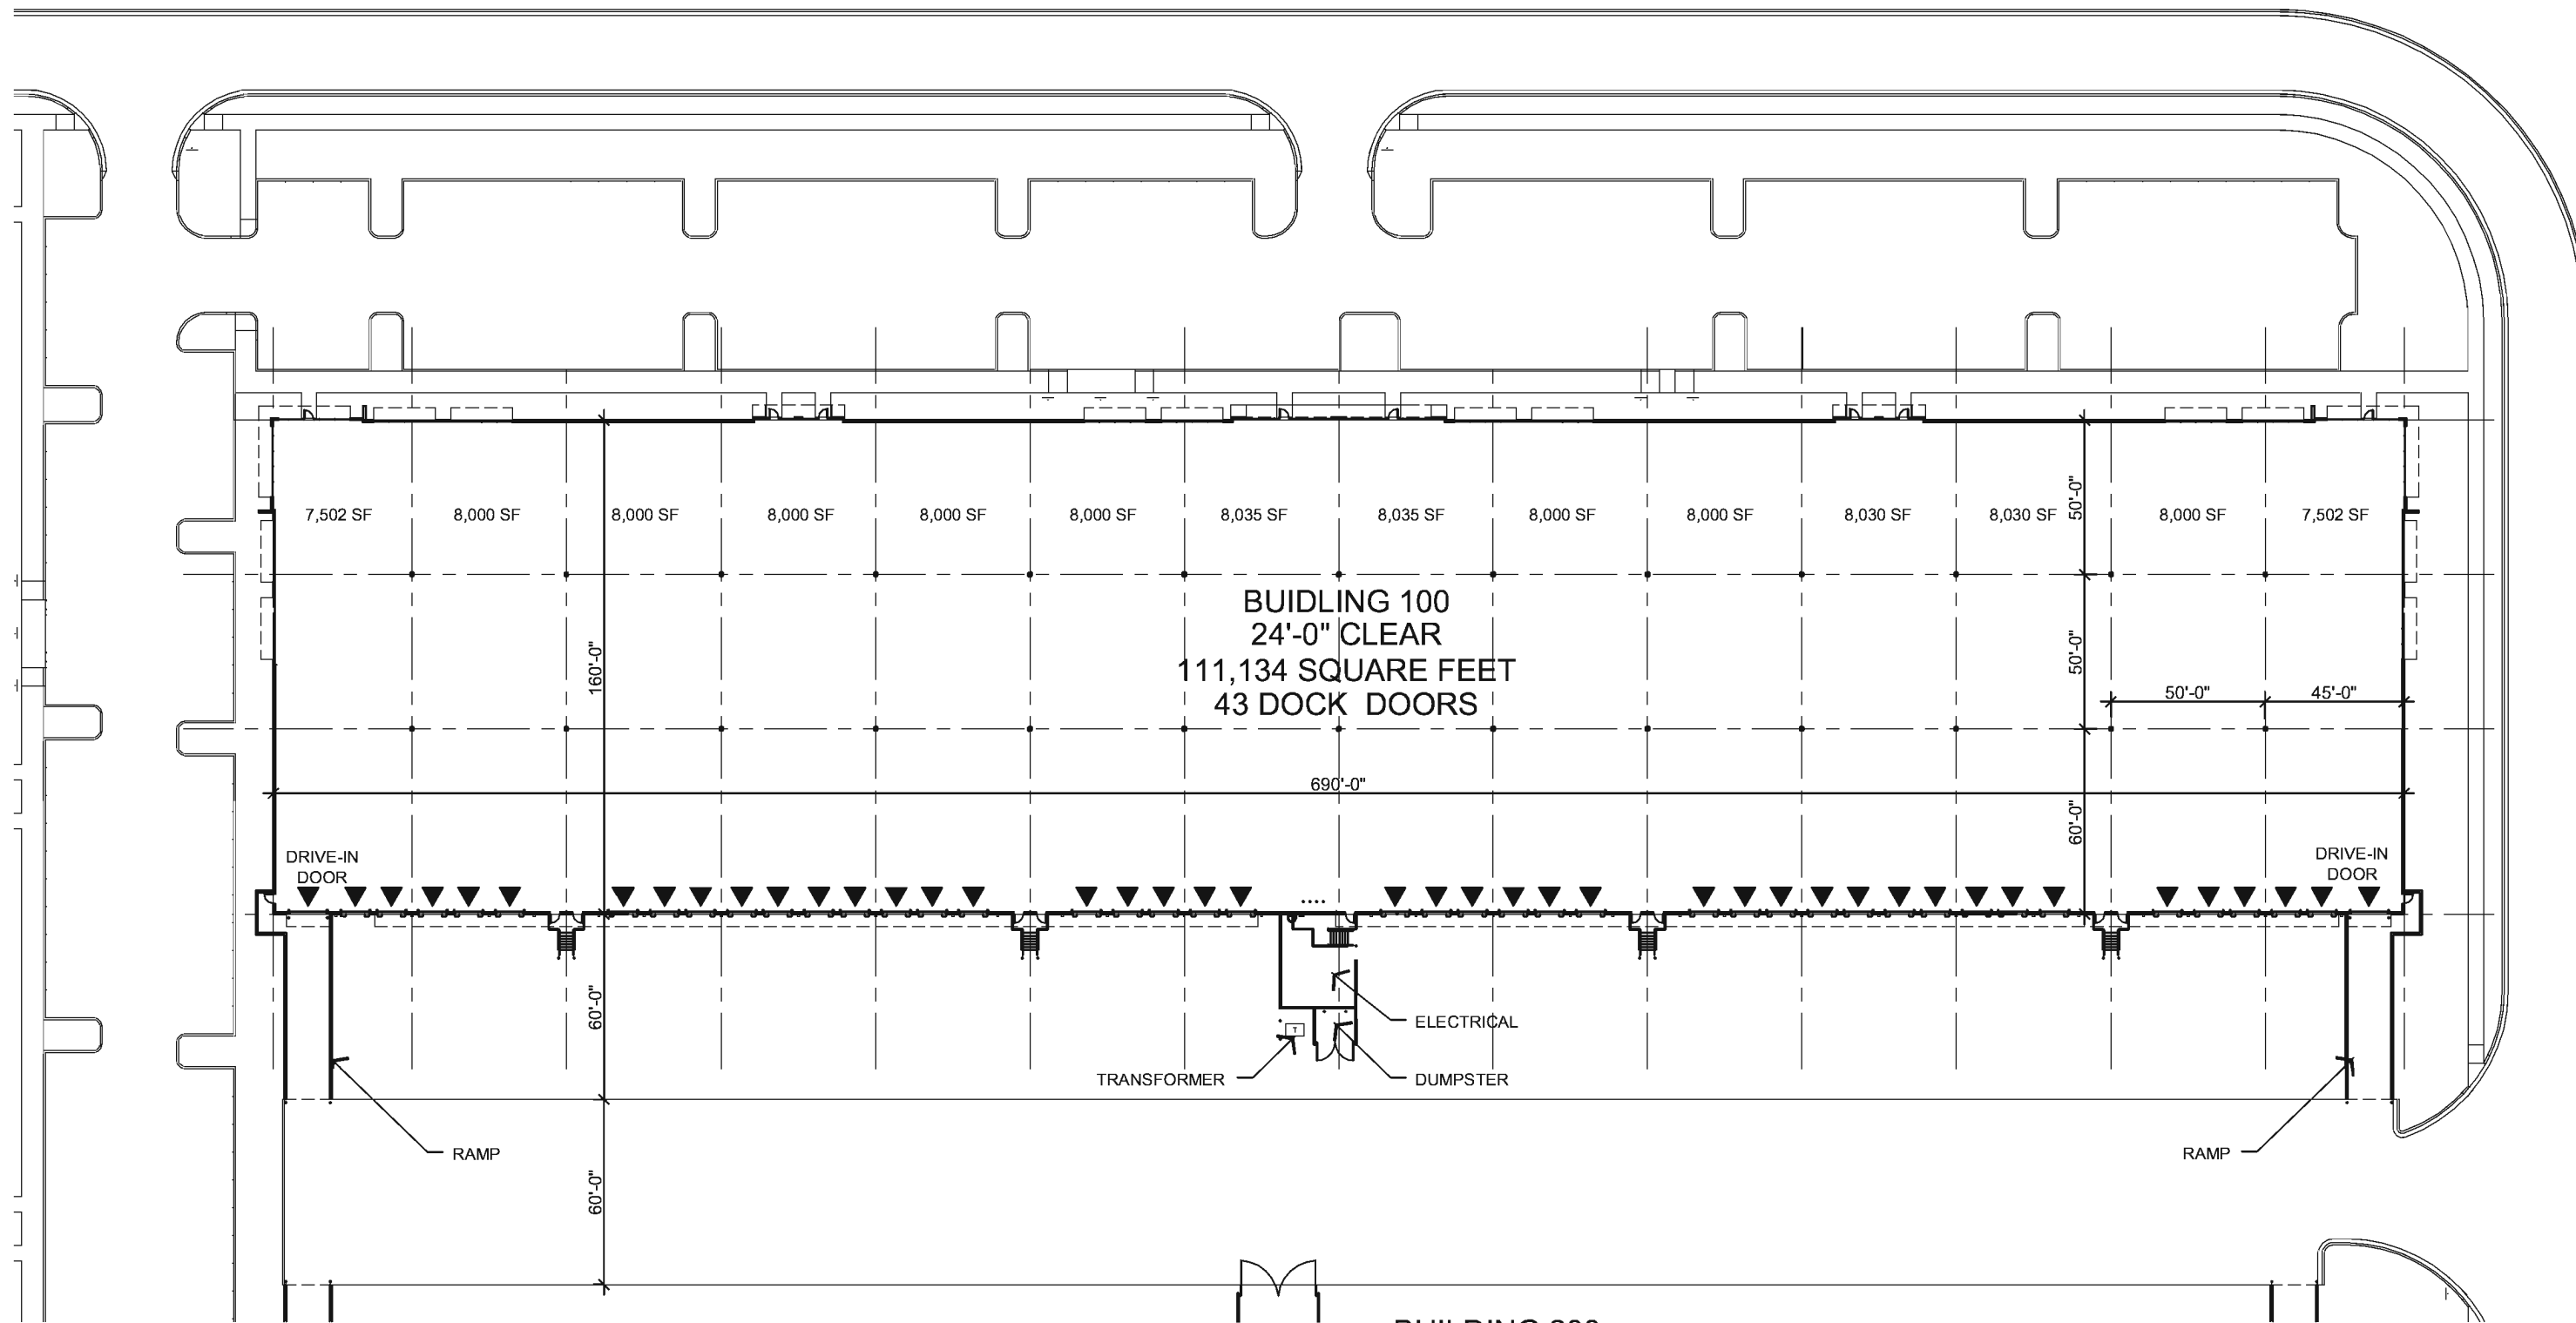 7,502 SF
8,000 SF
8,000 SF
8,000 SF
8,000 SF
8,000 SF
8,035 SF
8,035 SF
8,000 SF
8,000 SF
8,030 SF
8,030 SF
8,000 SF
7,502 SF
50'-0"
BUIDLING 100
24'-0" CLEAR
111,134 SQUARE FEET
43 DOCK DOORS
160'-0"
50'-0"
50'-0"
45'-0"
690'-0"
60'-0"
DRIVE-IN
DOOR
DRIVE-IN
DOOR
60'-0"
ELECTRICAL
T
TRANSFORMER
DUMPSTER
RAMP
RAMP
60'-0"